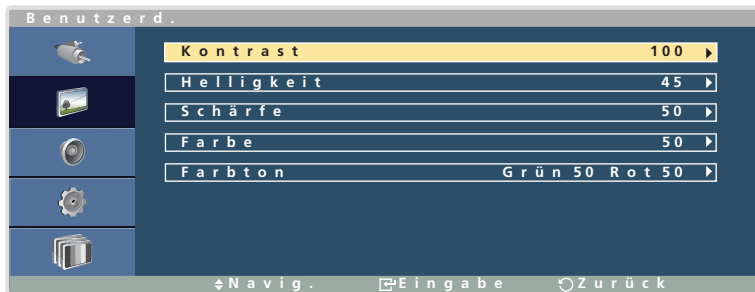 Benutzerd.
Kontrast 100
Helligkeit 45
Schärfe 50
Farbe 50
Farbton Grün 50 Rot 50
Navig. Eingabe Zurück